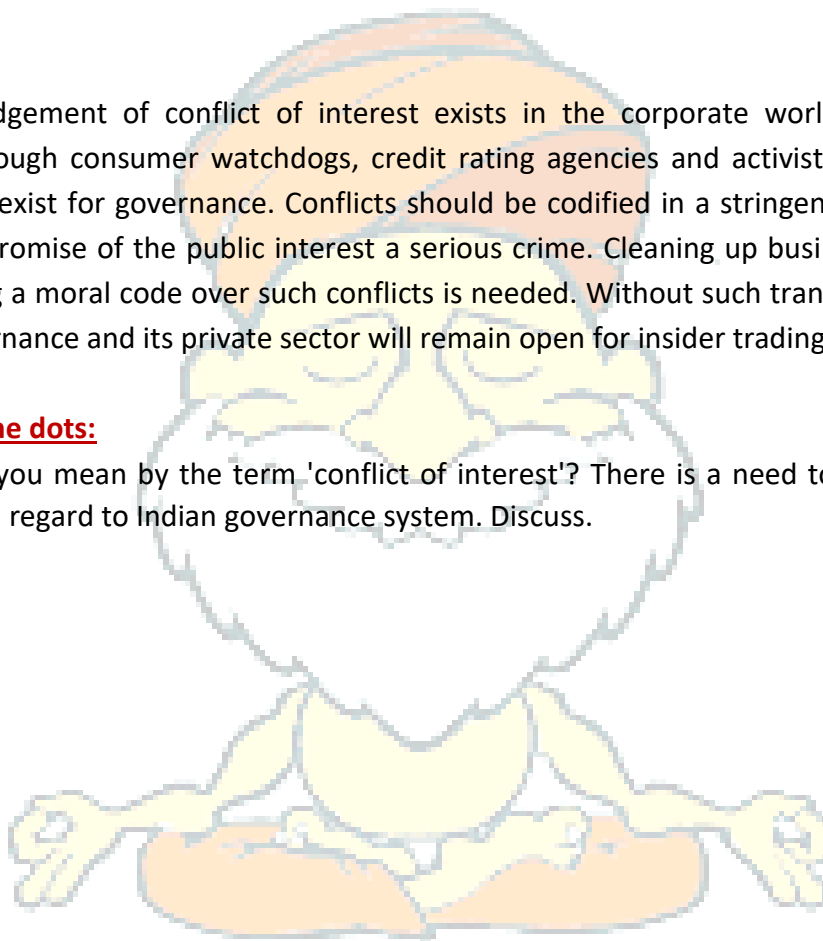 dgement of conflict of interest exists in the corporate worl
ough consumer watchdogs, credit rating agencies and activist
exist for governance. Conflicts should be codified in a stringen
romise of the public interest a serious crime. Cleaning up busi
g a moral code over such conflicts is needed. Without such tran
rnance and its private sector will remain open for insider trading
ne dots:
you mean by the term 'conflict of interest'? There is a need to
regard to Indian governance system. Discuss.